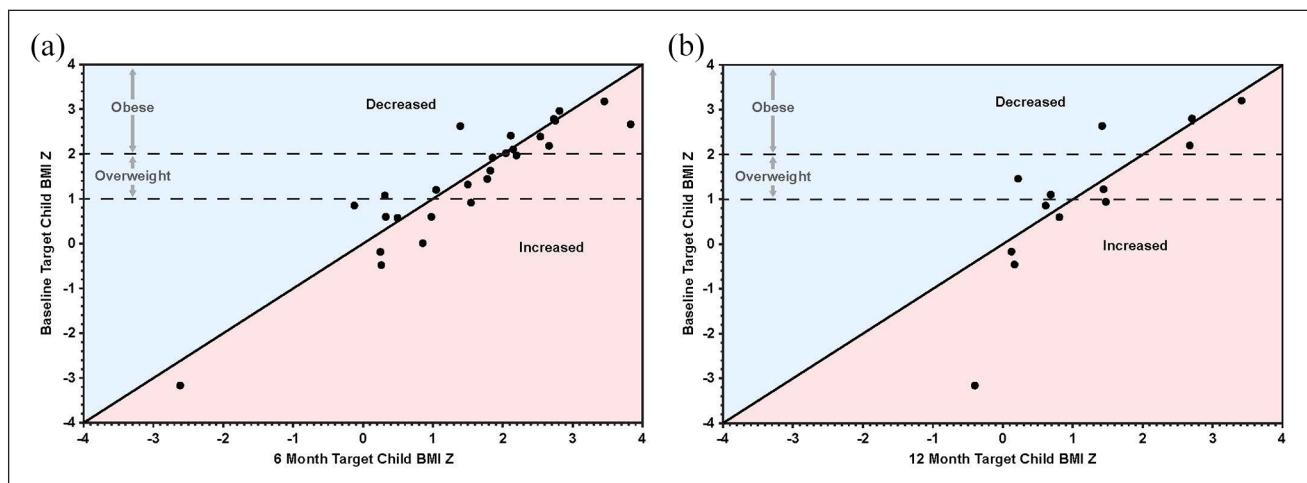 (a)
4
3
2
1
0
-1
-2
-3
-4
Baseline Target Child BMI Z
Obese
Overweight
Decreased
Increased
-4 -3 -2 -1 0 1 2 3 4
6 Month Target Child BMI Z
(b)
4
3
2
1
0
-1
-2
-3
-4
Baseline Target Child BMI Z
Obese
Overweight
Decreased
Increased
-4 -3 -2 -1 0 1 2 3 4
12 Month Target Child BMI Z